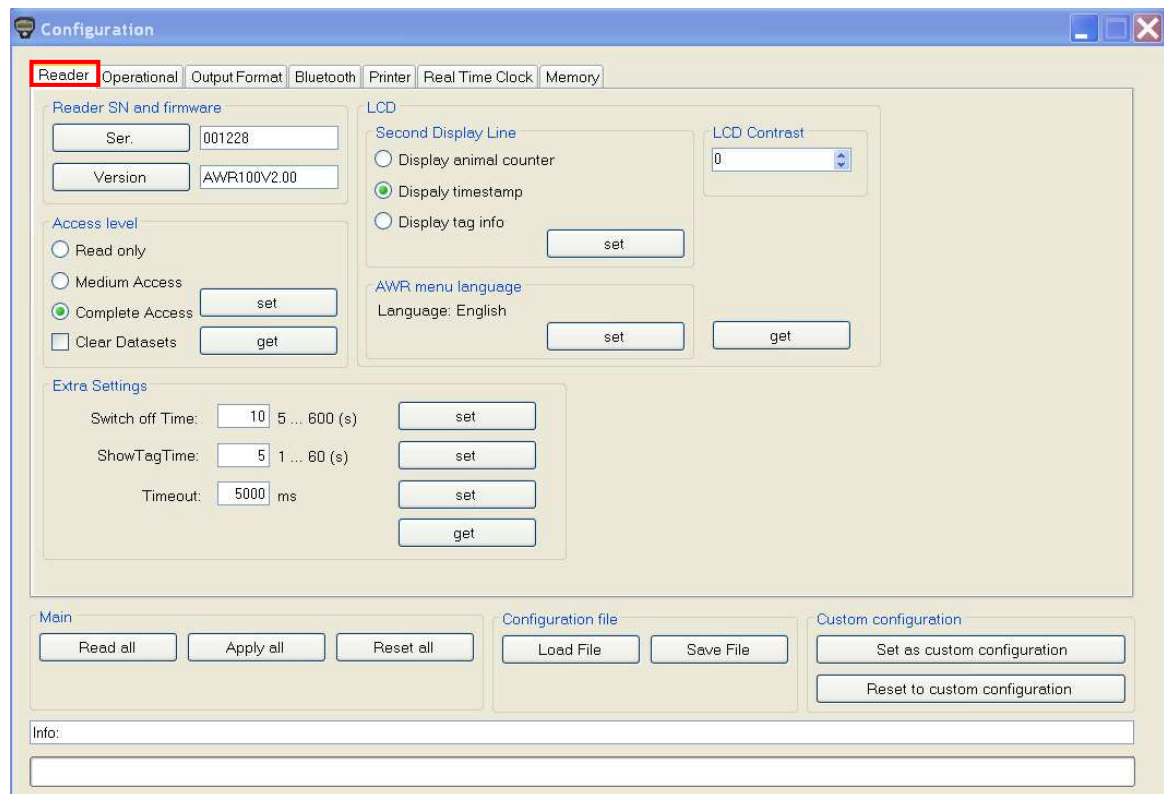 Configuration
Reader Operational Output Format Bluetooth Printer Real Time Clock Memory
Reader SN and firmware
Ser. 001228
Version AWR100V2.00
Access level
Read only
Medium Access
Complete Access
set
Clear Datasets
get
LCD
Second Display Line
Display animal counter
Dispaly timestamp
Display tag info
set
LCD Contrast
0
AWR menu language
Language: English
set
get
Extra Settings
Switch off Time: 10 5 ... 600 (s) set
ShowTagTime: 5 1 ... 60 (s) set
Timeout: 5000 ms set
get
Main
Read all Apply all Reset all
Configuration file
Load File Save File
Custom configuration
Set as custom configuration
Reset to custom configuration
Info: